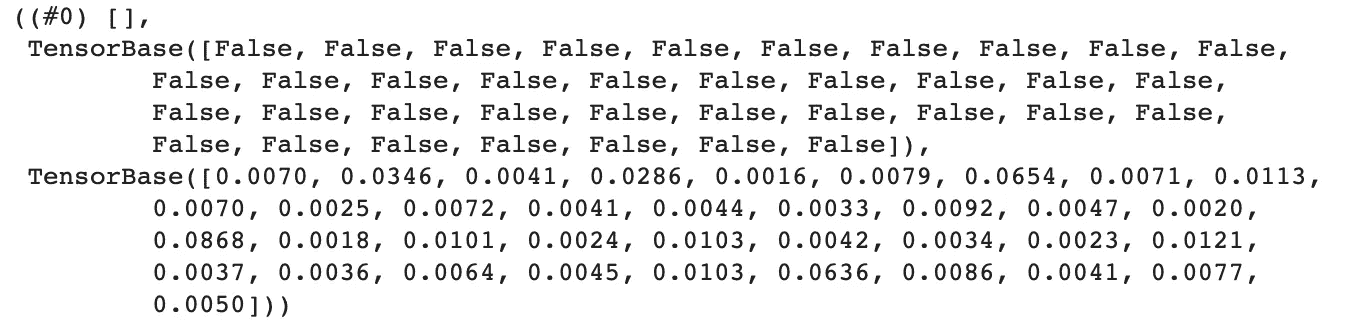 ((#0) [],
TensorBase([False, False, False, False, False, False, False, False, False, False,
False, False, False, False, False, False, False, False, False, False,
False, False, False, False, False, False, False, False, False, False,
False, False, False, False, False, False, False]),
TensorBase([0.0070, 0.0346, 0.0041, 0.0286, 0.0016, 0.0079, 0.0654, 0.0071, 0.0113,
0.0070, 0.0025, 0.0072, 0.0041, 0.0044, 0.0033, 0.0092, 0.0047, 0.0020,
0.0868, 0.0018, 0.0101, 0.0024, 0.0103, 0.0042, 0.0034, 0.0023, 0.0121,
0.0037, 0.0036, 0.0064, 0.0045, 0.0103, 0.0636, 0.0086, 0.0041, 0.0077,
0.0050]))